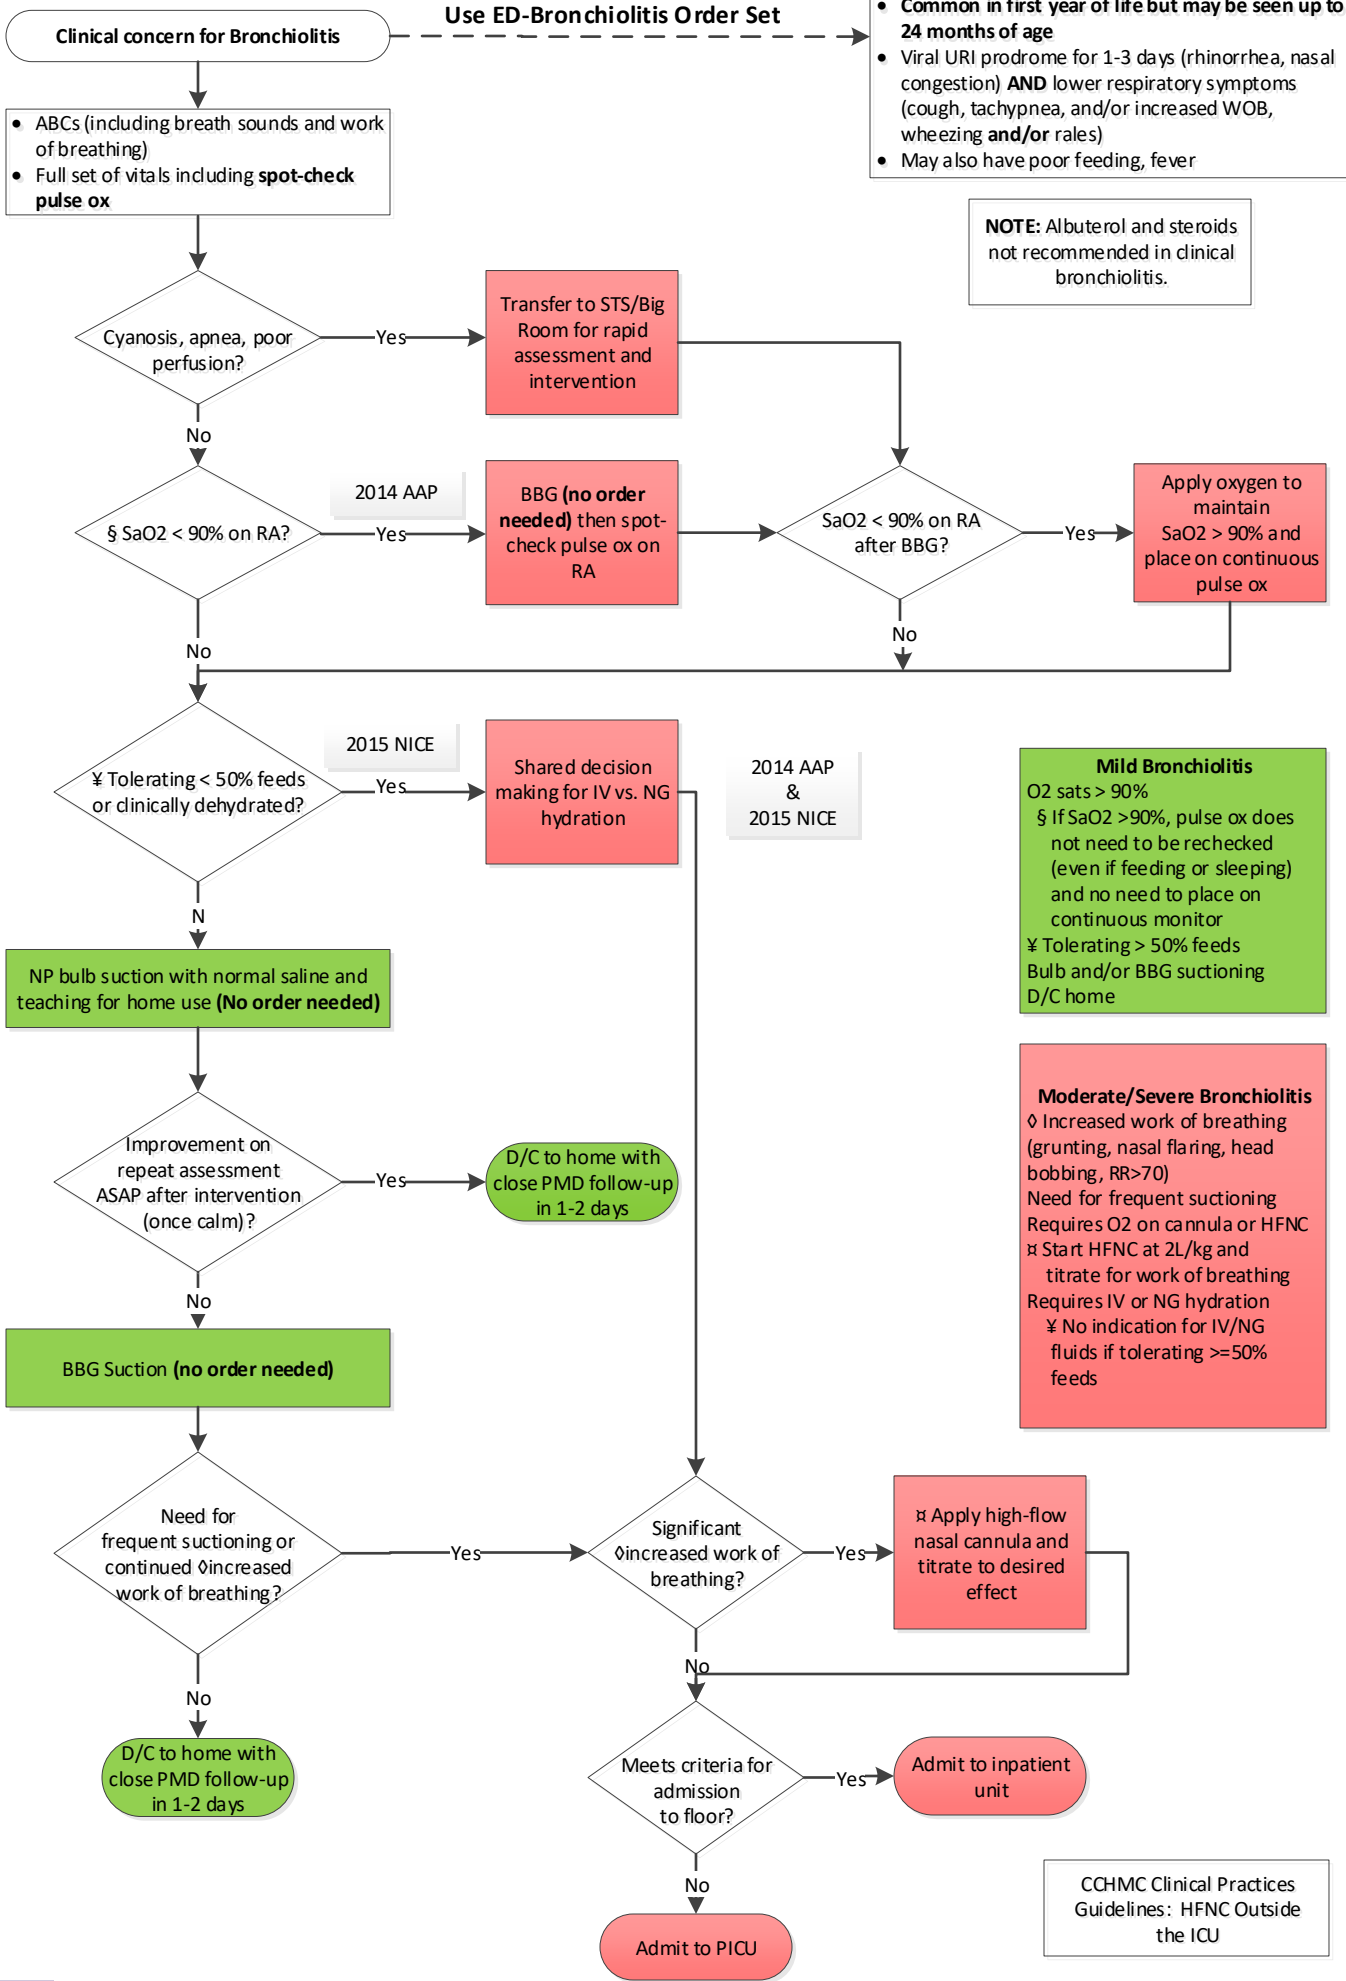 Use ED-Bronchiolitis Order Set
Clinical concern for Bronchiolitis
• Common in first year of life but may be seen up to
24 months of age
• Viral URI prodrome for 1-3 days (rhinorrhea, nasal
congestion) AND lower respiratory symptoms
(cough, tachypnea, and/or increased WOB,
wheezing and/or rales)
• May also have poor feeding, fever
• ABCs (including breath sounds and work
of breathing)
• Full set of vitals including spot-check
pulse ox
NOTE: Albuterol and steroids
not recommended in clinical
bronchiolitis.
Cyanosis, apnea, poor
perfusion?
Yes
Transfer to STS/Big
Room for rapid
assessment and
intervention
No
§ SaO2 < 90% on RA?
2014 AAP
Yes
BBG (no order
needed) then spot-
check pulse ox on
RA
SaO2 < 90% on RA
after BBG?
Yes
Apply oxygen to
maintain
SaO2 > 90% and
place on continuous
pulse ox
No
No
¥ Tolerating < 50% feeds
or clinically dehydrated?
2015 NICE
Yes
Shared decision
making for IV vs. NG
hydration
2014 AAP
&
2015 NICE
Mild Bronchiolitis
O2 sats > 90%
§ If SaO2 >90%, pulse ox does
not need to be rechecked
(even if feeding or sleeping)
and no need to place on
continuous monitor
¥ Tolerating > 50% feeds
Bulb and/or BBG suctioning
D/C home
N
NP bulb suction with normal saline and
teaching for home use (No order needed)
Moderate/Severe Bronchiolitis
◊ Increased work of breathing
(grunting, nasal flaring, head
bobbing, RR>70)
Need for frequent suctioning
Requires O2 on cannula or HFNC
¤ Start HFNC at 2L/kg and
titrate for work of breathing
Requires IV or NG hydration
¥ No indication for IV/NG
fluids if tolerating >=50%
feeds
Improvement on
repeat assessment
ASAP after intervention
(once calm)?
Yes
D/C to home with
close PMD follow-up
in 1-2 days
No
BBG Suction (no order needed)
Need for
frequent suctioning or
continued ◊increased
work of breathing?
Yes
Significant
◊increased work of
breathing?
Yes
¤ Apply high-flow
nasal cannula and
titrate to desired
effect
No
No
D/C to home with
close PMD follow-up
in 1-2 days
Meets criteria for
admission
to floor?
Yes
Admit to inpatient
unit
No
Admit to PICU
CCHMC Clinical Practices
Guidelines: HFNC Outside
the ICU